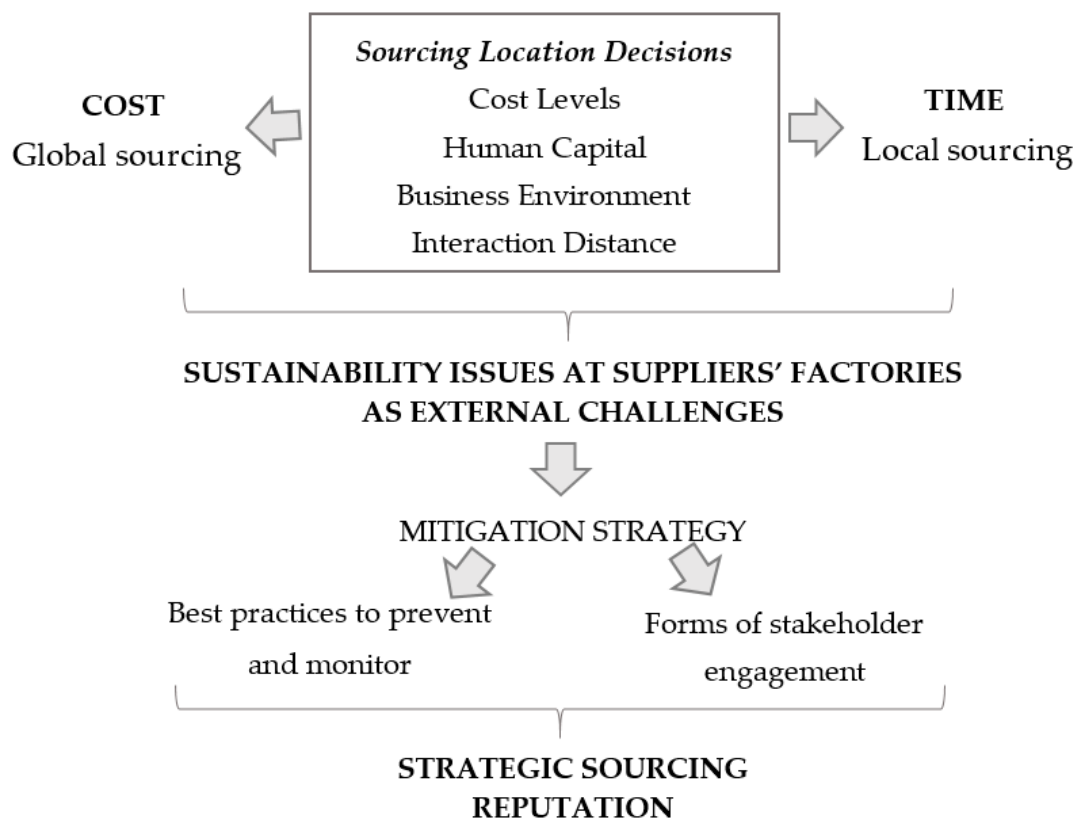 Sourcing Location Decisions
Cost Levels
Human Capital
Business Environment
Interaction Distance
COST
Global sourcing
TIME
Local sourcing
SUSTAINABILITY ISSUES AT SUPPLIERS’ FACTORIES
AS EXTERNAL CHALLENGES
MITIGATION STRATEGY
Best practices to prevent
and monitor
Forms of stakeholder
engagement
STRATEGIC SOURCING
REPUTATION